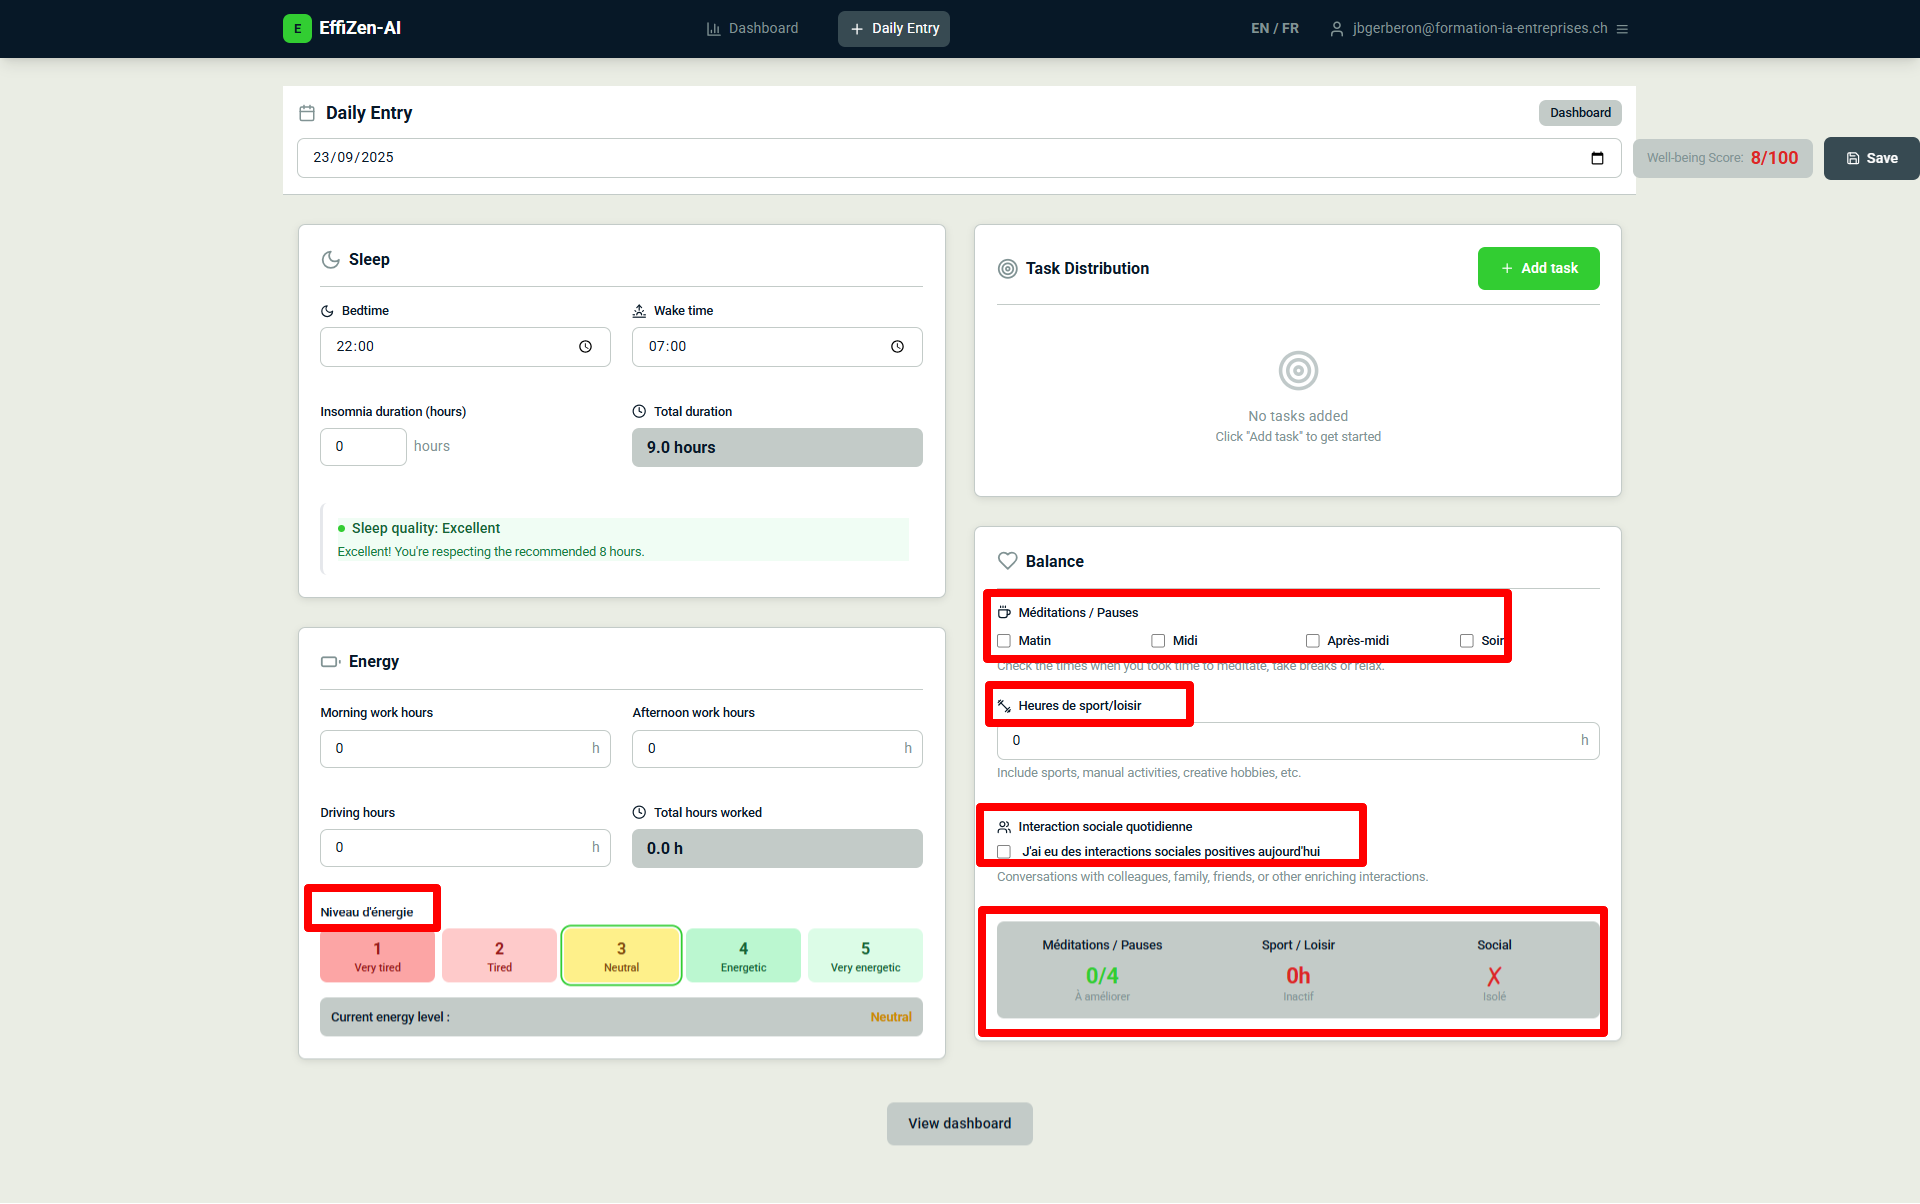 E EffiZen-AI
Dashboard
Daily Entry
EN / FR
jbgerberon@formation-ia-entreprises.ch
Daily Entry
Dashboard
23/09/2025
Well-being Score: 8/100
Save
Sleep
Bedtime
Wake time
22:00
07:00
Insomnia duration (hours)
Total duration
0 hours
9.0 hours
Sleep quality: Excellent
Excellent! You're respecting the recommended 8 hours.
Energy
Morning work hours
Afternoon work hours
0 h
0 h
Driving hours
Total hours worked
0 h
0.0 h
Niveau d'énergie
1
Very tired
2
Tired
3
Neutral
4
Energetic
5
Very energetic
Current energy level :
Neutral
Task Distribution
+ Add task
No tasks added
Click "Add task" to get started
Balance
Méditations / Pauses
Matin
Midi
Après-midi
Soir
Check the times when you took time to meditate, take breaks or relax.
Heures de sport/loisir
0 h
Include sports, manual activities, creative hobbies, etc.
Interaction sociale quotidienne
J'ai eu des interactions sociales positives aujourd'hui
Conversations with colleagues, family, friends, or other enriching interactions.
Méditations / Pauses
0/4
À améliorer
Sport / Loisir
0h
Inactif
Social
✗
Isolé
View dashboard